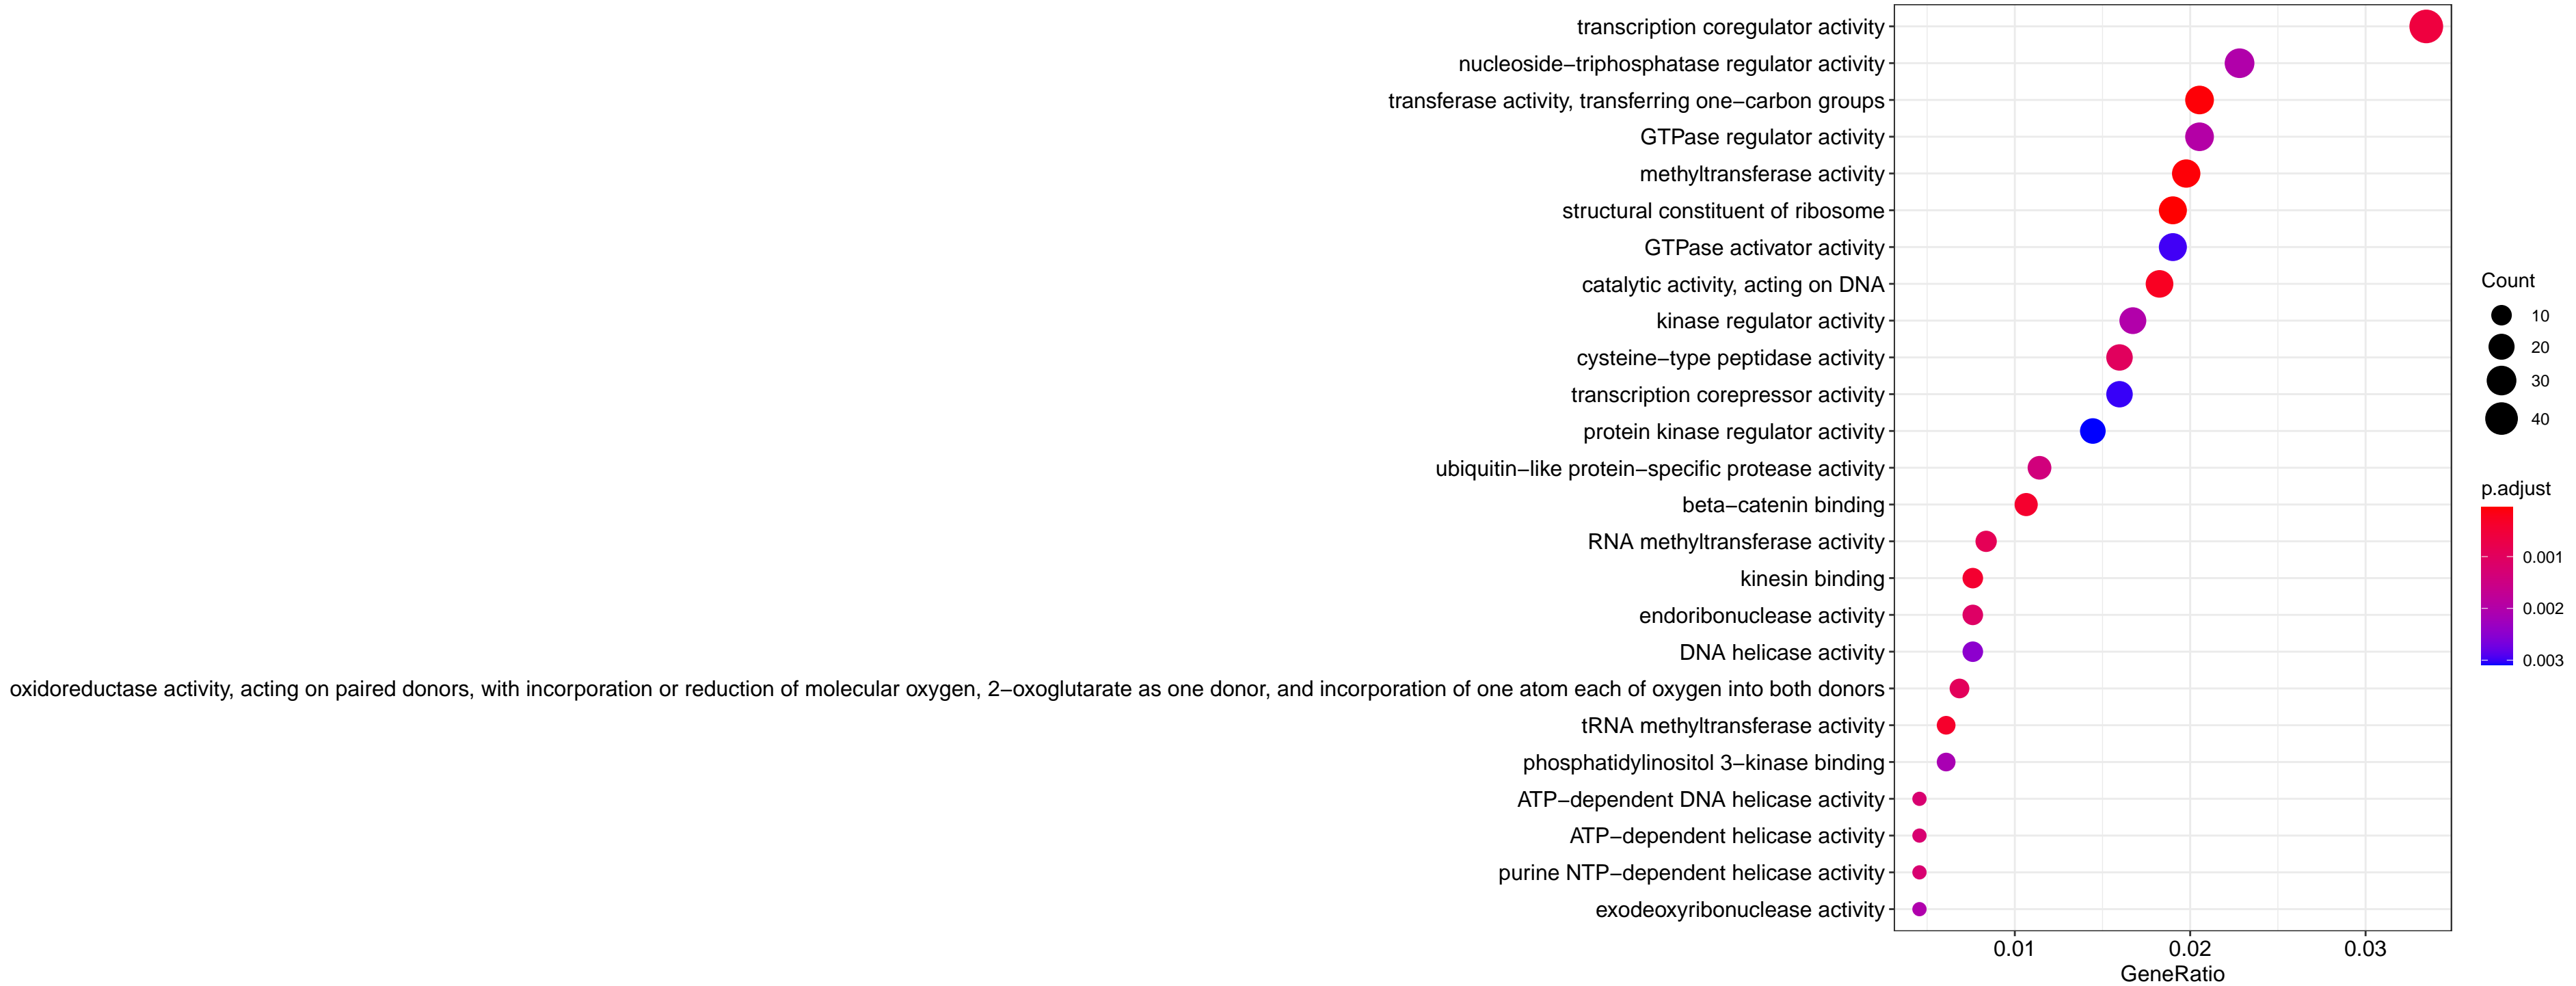 transcription coregulator activity
nucleoside−triphosphatase regulator activity
transferase activity, transferring one−carbon groups
GTPase regulator activity
methyltransferase activity
structural constituent of ribosome
GTPase activator activity
catalytic activity, acting on DNA
kinase regulator activity
cysteine−type peptidase activity
transcription corepressor activity
protein kinase regulator activity
ubiquitin−like protein−specific protease activity
beta−catenin binding
RNA methyltransferase activity
kinesin binding
endoribonuclease activity
DNA helicase activity
oxidoreductase activity, acting on paired donors, with incorporation or reduction of molecular oxygen, 2−oxoglutarate as one donor, and incorporation of one atom each of oxygen into both donors
tRNA methyltransferase activity
phosphatidylinositol 3−kinase binding
ATP−dependent DNA helicase activity
ATP−dependent helicase activity
purine NTP−dependent helicase activity
exodeoxyribonuclease activity
0.01 0.02 0.03
GeneRatio
Count
10
20
30
40
p.adjust
0.001
0.002
0.003